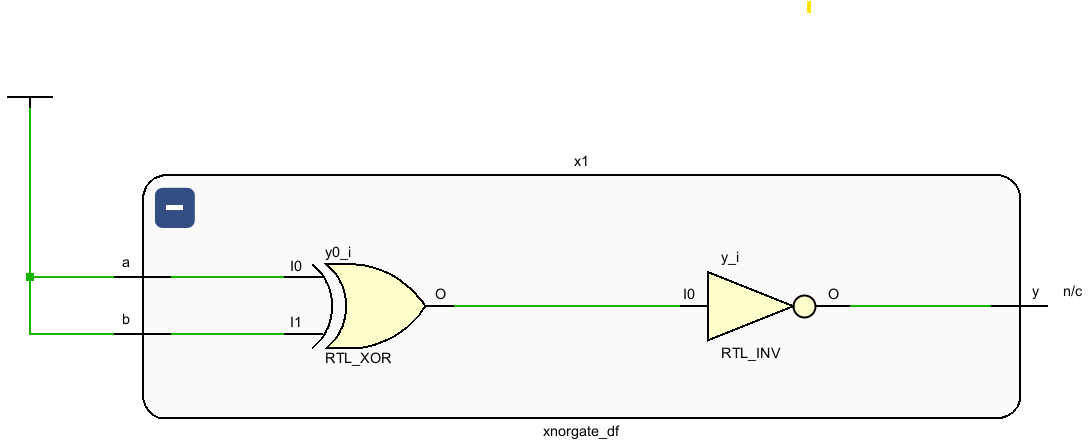 x1
a
I0
y0_i
O
I0
y_i
O
y
n/c
b
I1
RTL_XOR
RTL_INV
xnorgate_df